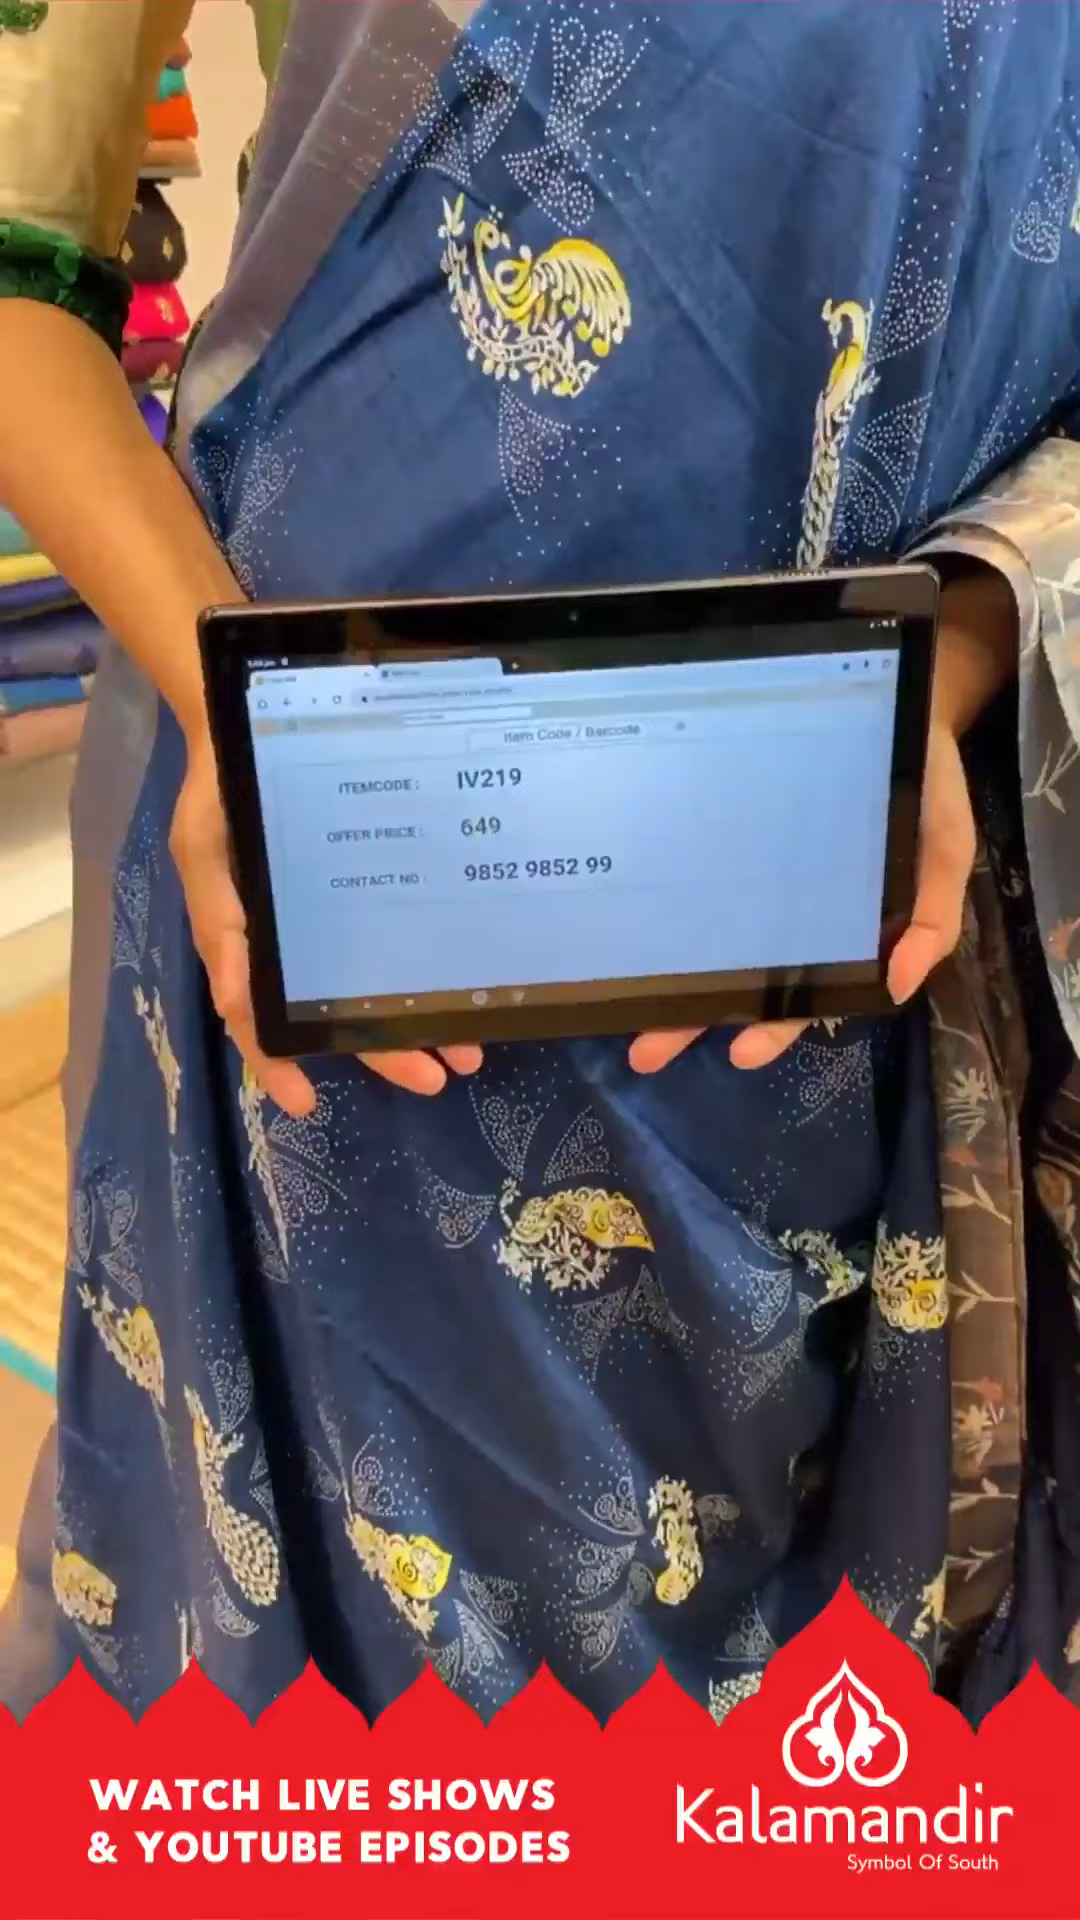 Item Code / Barcode
ITEMCODE : IV219
OFFER PRICE : 649
CONTACT NO : 9852 9852 99
WATCH LIVE SHOWS
& YOUTUBE EPISODES
Kalamandir
Symbol Of South